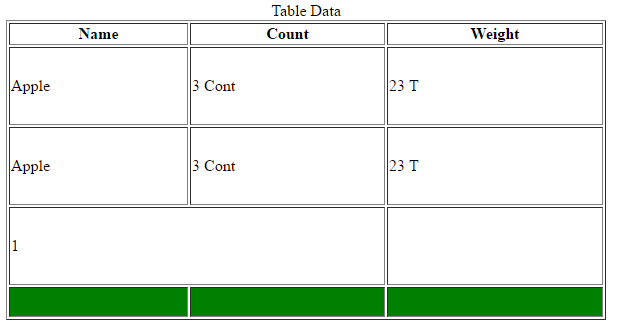 Table Data
Name Count Weight
Apple 3 Cont 23 T
Apple 3 Cont 23 T
1